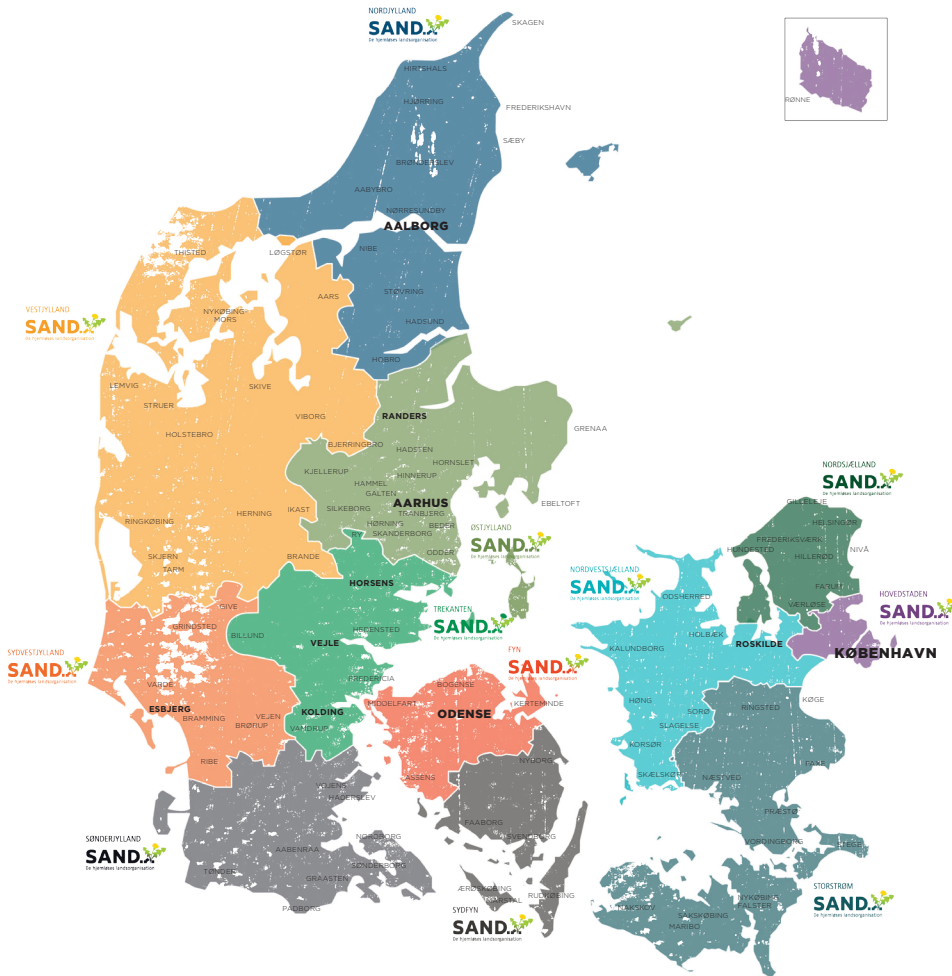 NORDJYLLAND
SAND.
De hjemløses landsorganisation
SKAGEN
HIRTSHALS
HJØRRING
FREDERIKSHAVN
SÆBY
BRØNDERSLEV
AABYBRO
NØRRESUNDBY
AALBORG
RØNNE
THISTED
LØGSTØR
NIBE
STØVRING
AARS
HADSUND
NYKØBING-
MORS
VESTJYLLAND
SAND.
De hjemløses landsorganisation
HOBRO
LEMVIG
SKIVE
STRUER
VIBORG
RANDERS
GRENAA
HOLSTEBRO
BJERRINGBRO
HADSTEN
HORNSLET
KJELLERUP
HINNERUP
HAMMEL
GALTEN
AARHUS
EBELTOFT
SILKEBORG
TRANBJERG
IKAST
HERNING
RINGKØBING
HØRNING
BEDER
RY
SKANDERBORG
ØSTJYLLAND
SAND.
De hjemløses landsorganisation
ODDER
SKJERN
TARM
BRANDE
HORSENS
NORDSJÆLLAND
SAND.
De hjemløses landsorganisation
GILLELEJE
HELSINGØR
FREDERIKSVÆRK
HUNDESTED
HILLERØD
NIVÅ
FARUM
VÆRLØSE
NORDVESTSJÆLLAND
SAND.
De hjemløses landsorganisation
ODSHERRED
HOVEDSTADEN
SAND.
De hjemløses landsorganisation
GIVE
GRINDSTED
BILLUND
TREKANTEN
SAND.
De hjemløses landsorganisation
HEDENSTED
VEJLE
HOLBÆK
ROSKILDE
KALUNDBORG
KØBENHAVN
SYDVESTJYLLAND
SAND.
De hjemløses landsorganisation
FYN
SAND.
De hjemløses landsorganisation
VARDE
ESBJERG
FREDERICIA
BOGENSE
MIDDELFART
KERTEMINDE
ODENSE
KOLDING
BRAMMING
VEJEN
BRØRUP
VAMDRUP
RIBE
HØNG
SORØ
RINGSTED
KØGE
SLAGELSE
KORSØR
SKÆLSKØR
NÆSTVED
FAXE
NYBORG
ASSENS
VOJENS
HADERSLEV
FAABORG
SVENDBORG
PRÆSTØ
VORDINGBORG
STEGE
SØNDERJYLLAND
SAND.
De hjemløses landsorganisation
NORDBORG
AABENRAA
SØNDERBORG
TØNDER
GRAASTEN
PADBORG
ÆRØSKØBING
MARSTAL
RUDKØBING
SYDFYN
SAND.
De hjemløses landsorganisation
NAKSKOV
SAKSKØBING
MARIBO
NYKØBING
FALSTER
STORSTRØM
SAND.
De hjemløses landsorganisation